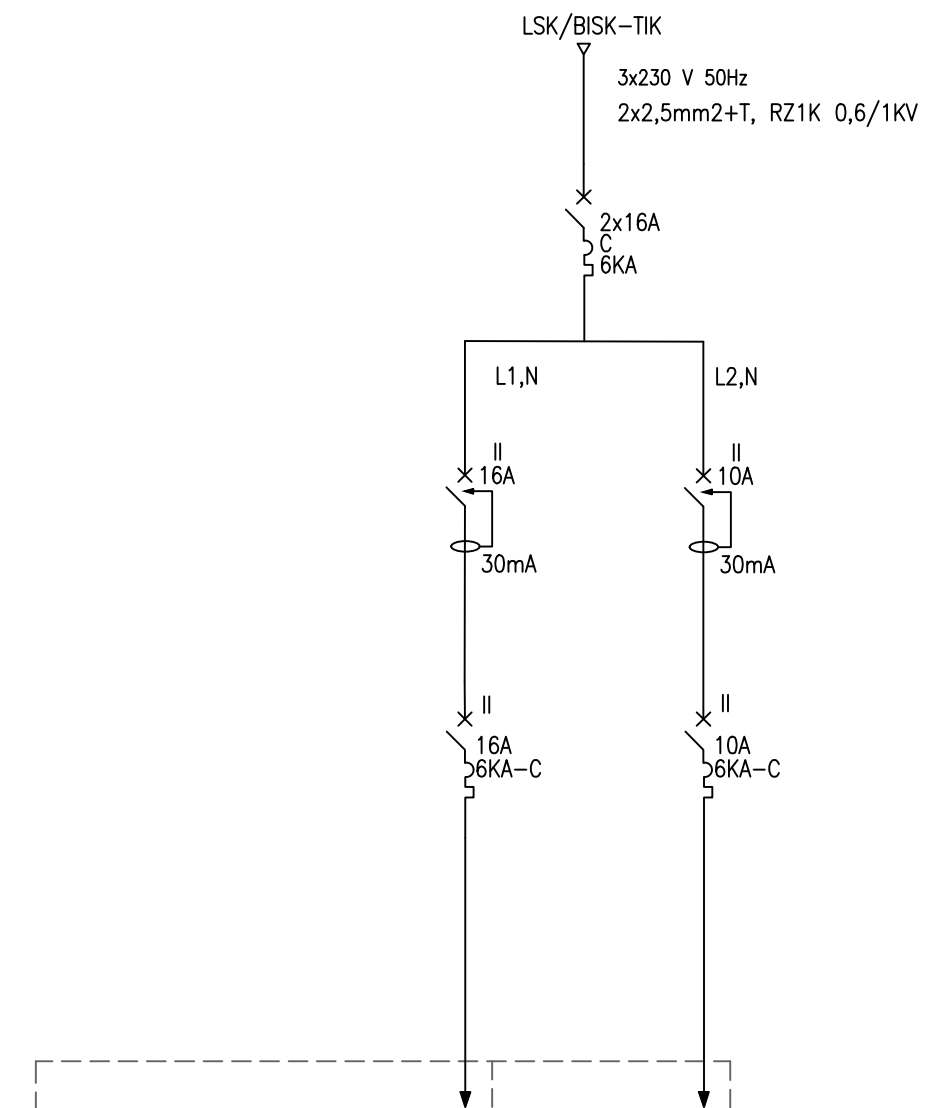 LSK/BISK-TIK
3x230 V 50Hz
2x2,5mm2+T, RZ1K 0,6/1KV
2x16A
C
6KA
L1,N
L2,N
II
16A
30mA
II
10A
30mA
II
16A
6KA-C
II
10A
6KA-C